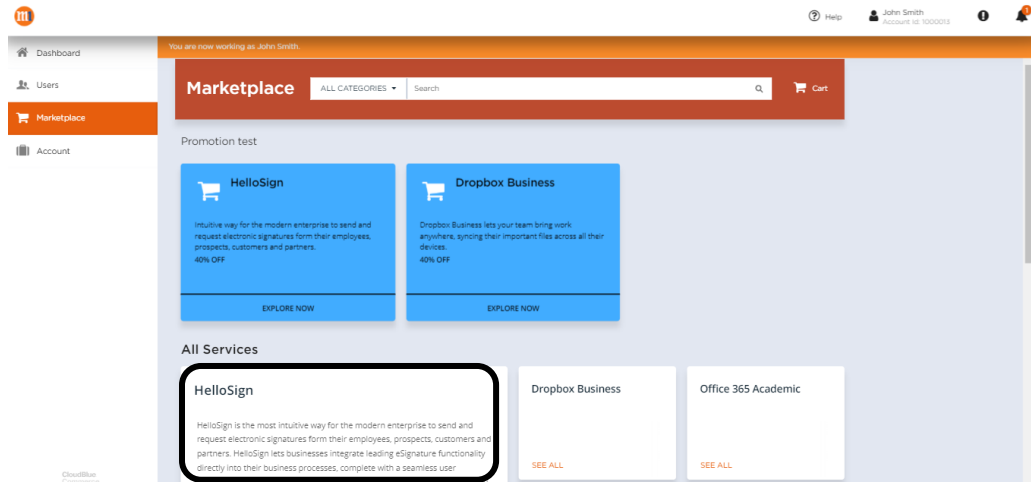 m
Help
John Smith
Account Id: 1000013
1
Dashboard
Users
Marketplace
Account
You are now working as John Smith.
Marketplace
ALL CATEGORIES
Search
Cart
Promotion test
HelloSign
Intuitive way for the modern enterprise to send and
request electronic signatures form their employees,
prospects, customers and partners.
40% OFF
EXPLORE NOW
Dropbox Business
Dropbox Business lets your team bring work
anywhere, syncing their important files across all their
devices.
40% OFF
EXPLORE NOW
All Services
HelloSign
HelloSign is the most intuitive way for the modern enterprise to send and
request electronic signatures form their employees, prospects, customers and
partners. HelloSign lets businesses integrate leading eSignature functionality
directly into their business processes, complete with a seamless user
Dropbox Business
SEE ALL
Office 365 Academic
SEE ALL
CloudBlue